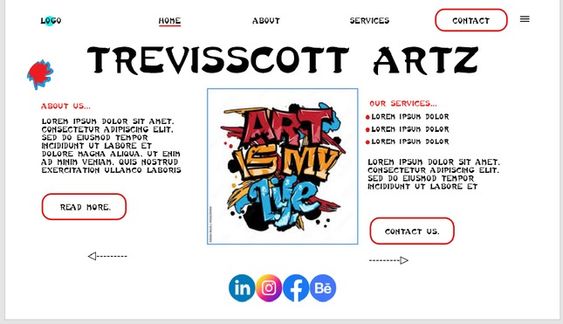 LOGO
HOME
ABOUT
SERVICES
CONTACT
TREVISSCOTT ARTZ
ABOUT US...
LOREM IPSUM DOLOR SIT AMET,
CONSECTETUR ADIPISCING ELIT,
SED DO EIUSMOD TEMPOR
INCIDIDUNT UT LABORE ET
DOLORE MAGNA ALIQUA. UT ENIM
AD MINIM VENIAM, QUIS NOSTRUD
EXERCITATION ULLAMCO LABORIS
READ MORE.
ART
IS MY
Life
OUR SERVICES...
LOREM IPSUM DOLOR
LOREM IPSUM DOLOR
LOREM IPSUM DOLOR
LOREM IPSUM DOLOR SIT AMET,
CONSECTETUR ADIPISCING ELIT,
SED DO EIUSMOD TEMPOR
INCIDIDUNT UT LABORE ET
CONTACT US.
in
f
Bē